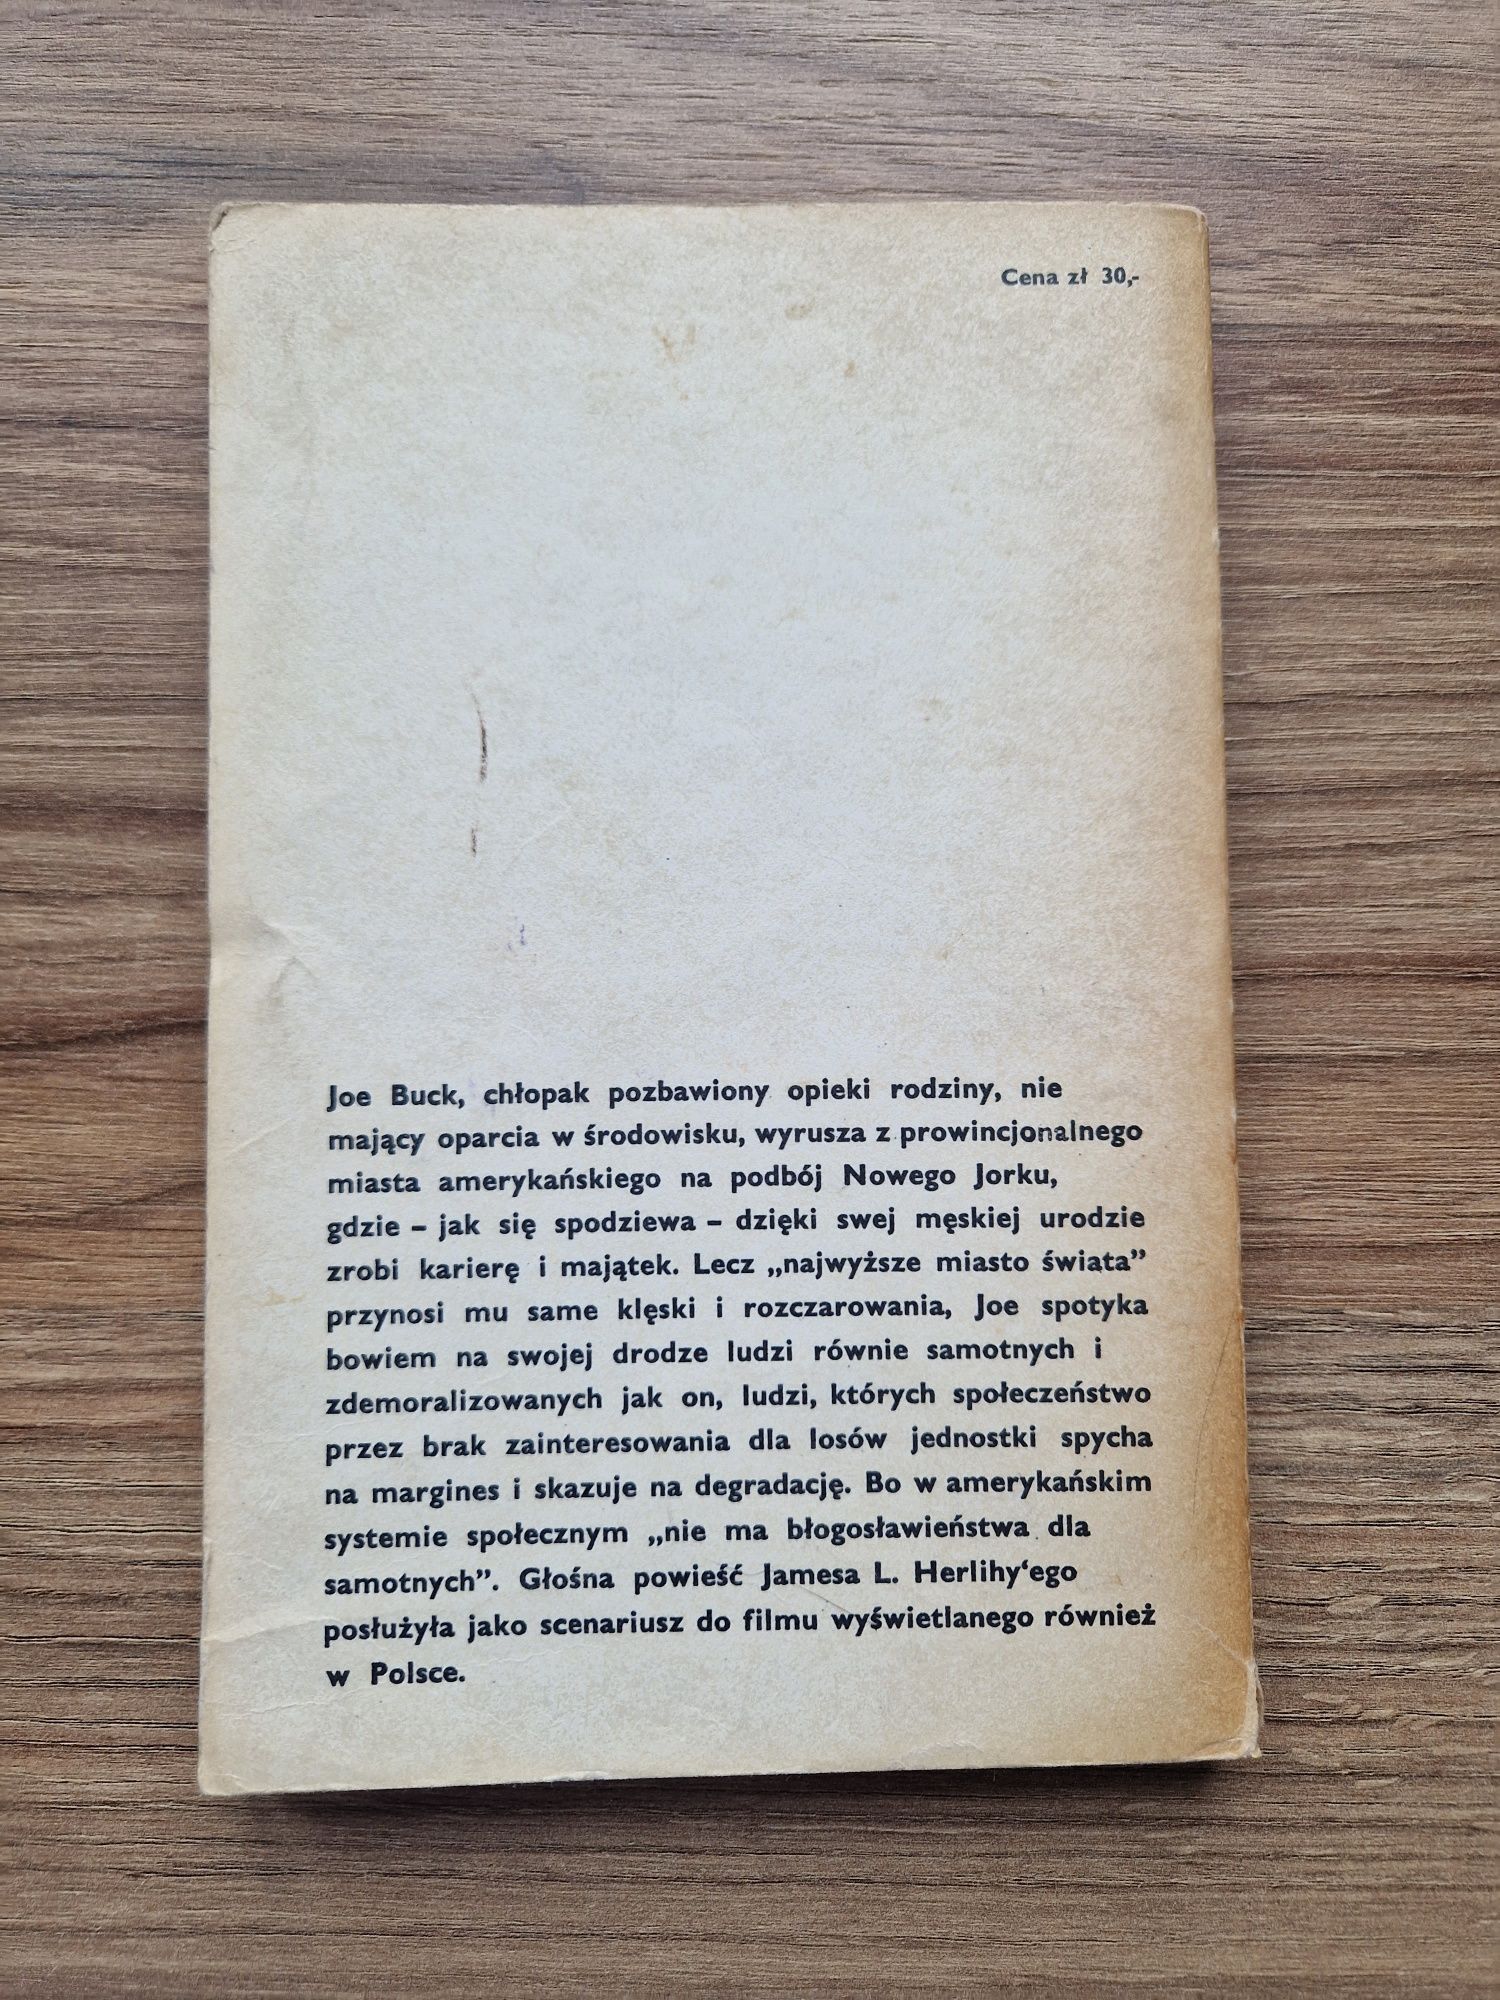 Cena zł 30,-
Joe Buck, chłopak pozbawiony opieki rodziny, nie
mający oparcia w środowisku, wyrusza z prowincjonalnego
miasta amerykańskiego na podbój Nowego Jorku,
gdzie – jak się spodziewa – dzięki swej męskiej urodzie
zrobi karierę i majątek. Lecz „najwyższe miasto świata”
przynosi mu same klęski i rozczarowania, Joe spotyka
bowiem na swojej drodze ludzi równie samotnych i
zdemoralizowanych jak on, ludzi, których społeczeństwo
przez brak zainteresowania dla losów jednostki spycha
na margines i skazuje na degradację. Bo w amerykańskim
systemie społecznym „nie ma błogosławieństwa dla
samotnych”. Głośna powieść Jamesa L. Herlihy‘ego
posłużyła jako scenariusz do filmu wyświetlanego również
w Polsce.